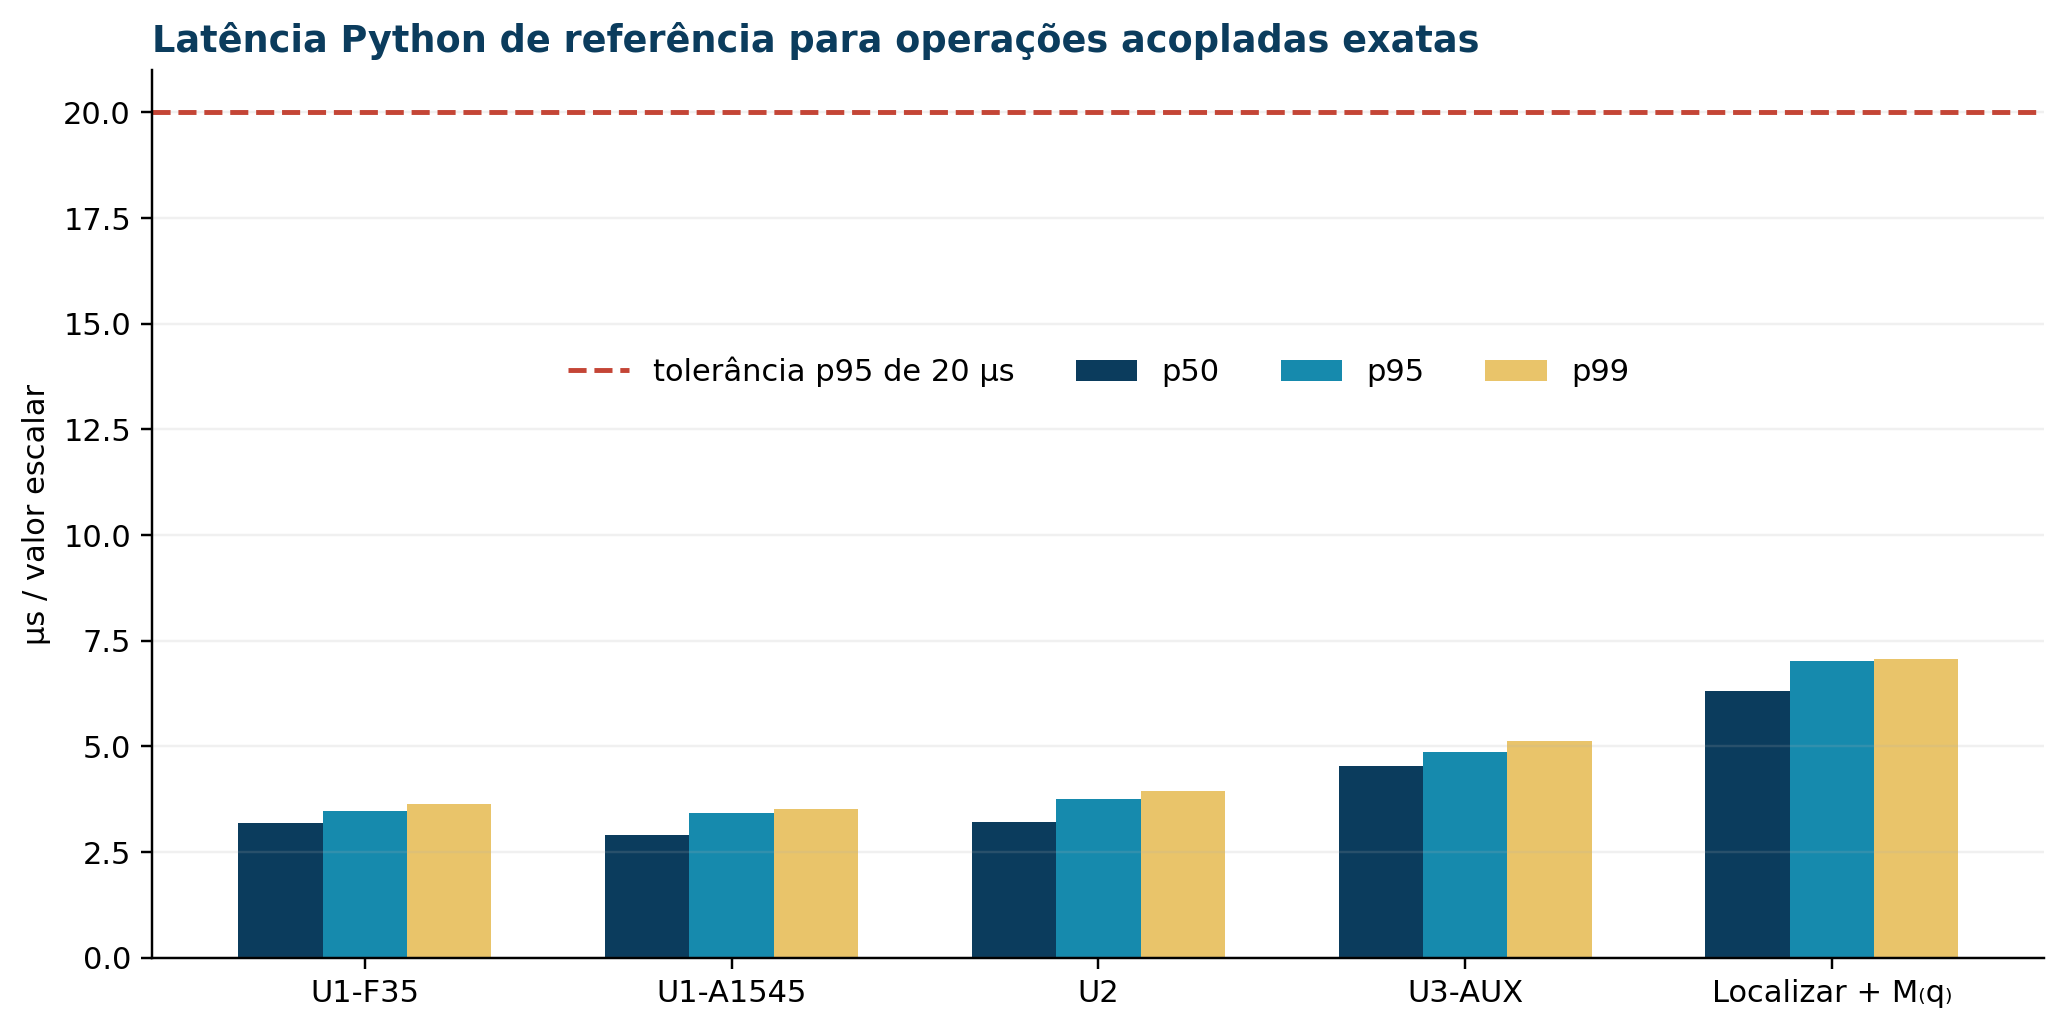 Latência Python de referência para operações acopladas exatas
µs / valor escalar
20.0
17.5
15.0
12.5
10.0
7.5
5.0
2.5
0.0
tolerância p95 de 20 µs p50 p95 p99
U1-F35 U1-A1545 U2 U3-AUX Localizar + M₍q₎